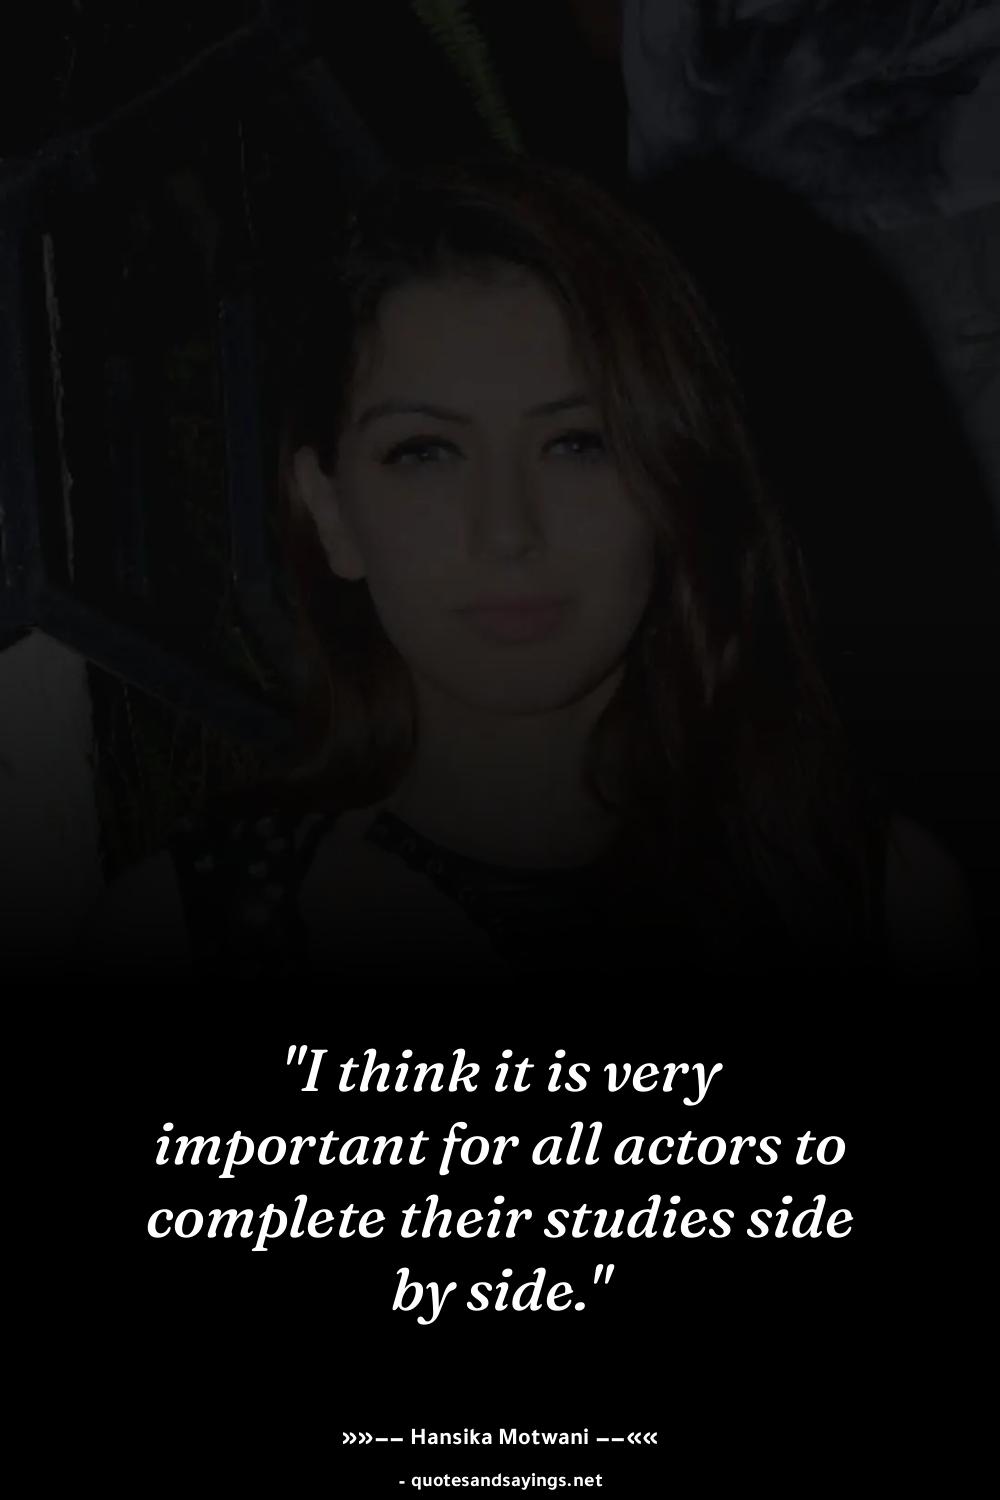 "I think it is very
important for all actors to
complete their studies side
by side."
»»−− Hansika Motwani −−««
- quotesandsayings.net